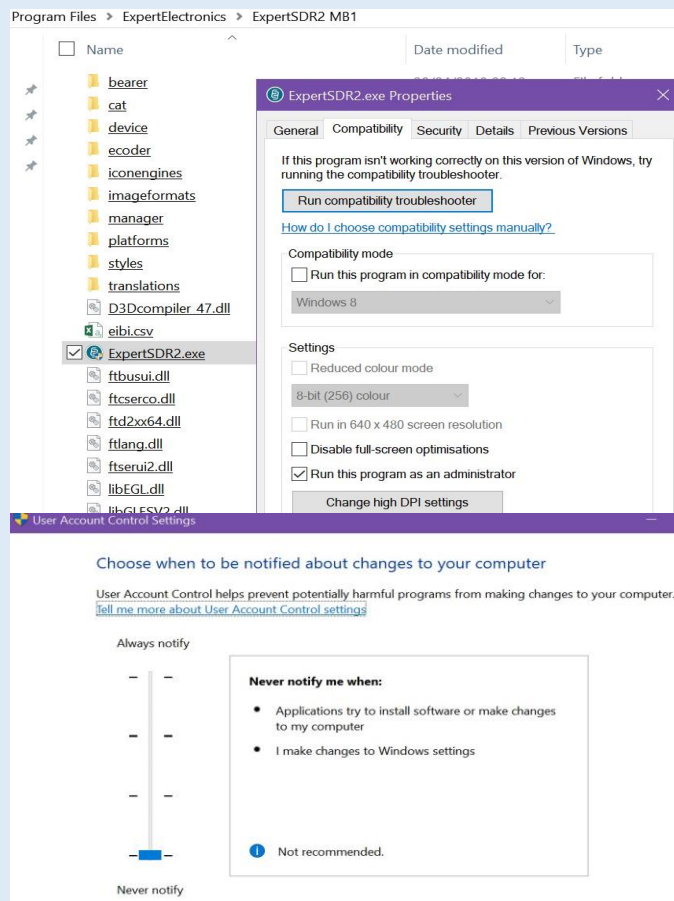 Program Files > ExpertElectronics > ExpertSDR2 MB1
Name Date modified Type
bearer
cat
device
ecoder
iconengines
imageformats
manager
platforms
styles
translations
D3Dcompiler_47.dll
eibi.csv
ExpertSDR2.exe
ftbusui.dll
ftcserco.dll
ftd2xx64.dll
ftlang.dll
ftserui2.dll
libEGL.dll
libGLESV2.dll
ExpertSDR2.exe Properties
General Compatibility Security Details Previous Versions
If this program isn't working correctly on this version of Windows, try
running the compatibility troubleshooter.
Run compatibility troubleshooter
How do I choose compatibility settings manually?
Compatibility mode
Run this program in compatibility mode for:
Windows 8
Settings
Reduced colour mode
8-bit (256) colour
Run in 640 x 480 screen resolution
Disable full-screen optimisations
Run this program as an administrator
Change high DPI settings
User Account Control Settings
Choose when to be notified about changes to your computer
User Account Control helps prevent potentially harmful programs from making changes to your computer.
Tell me more about User Account Control settings
Always notify
Never notify me when:
• Applications try to install software or make changes
to my computer
• I make changes to Windows settings
Not recommended.
Never notify